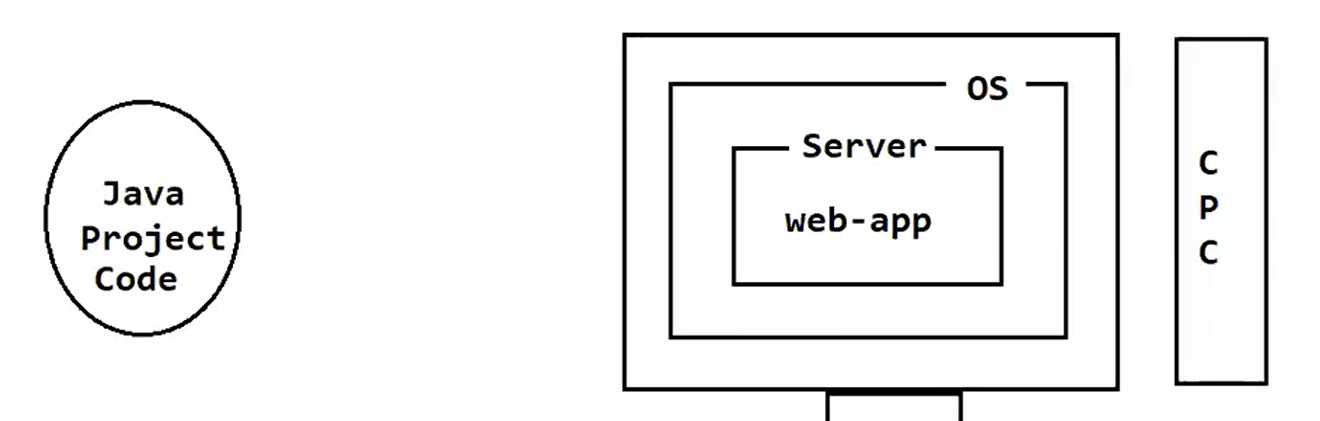 Java
Project
Code
OS
Server
web-app
C
P
C